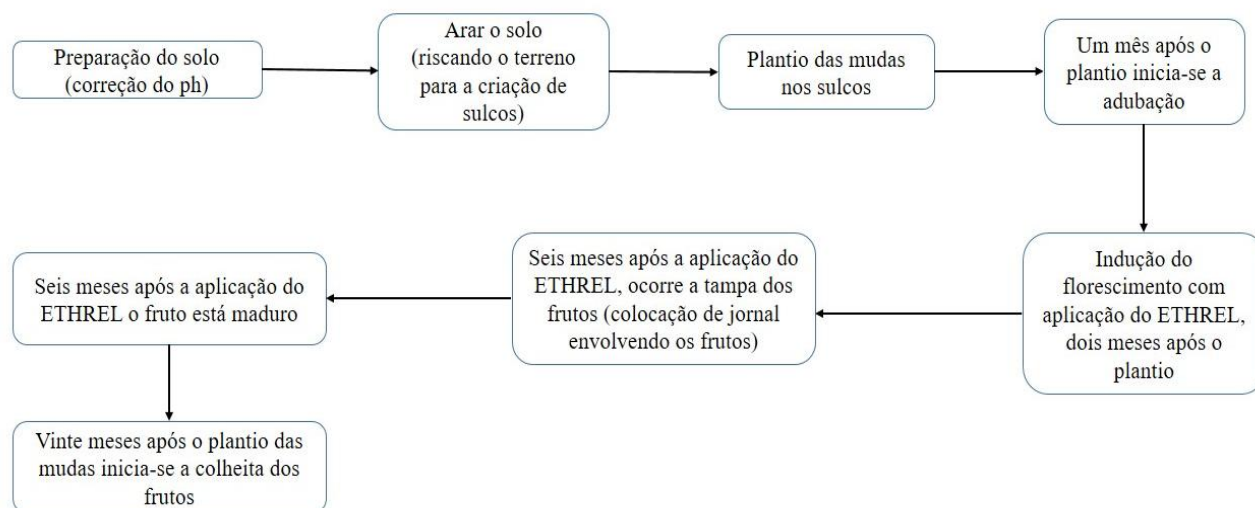 Preparação do solo
(correção do ph)
Arar o solo
(riscando o terreno
para a criação de
sulcos)
Plantio das mudas
nos sulcos
Um mês após o
plantio inicia-se a
adubação
Indução do
florescimento com
aplicação do ETHREL,
dois meses após o
plantio
Seis meses após a aplicação do
ETHREL, ocorre a tampa dos
frutos (colocação de jornal
envolvendo os frutos)
Seis meses após a aplicação do
ETHREL o fruto está maduro
Vinte meses após o plantio das
mudas inicia-se a colheita dos
frutos